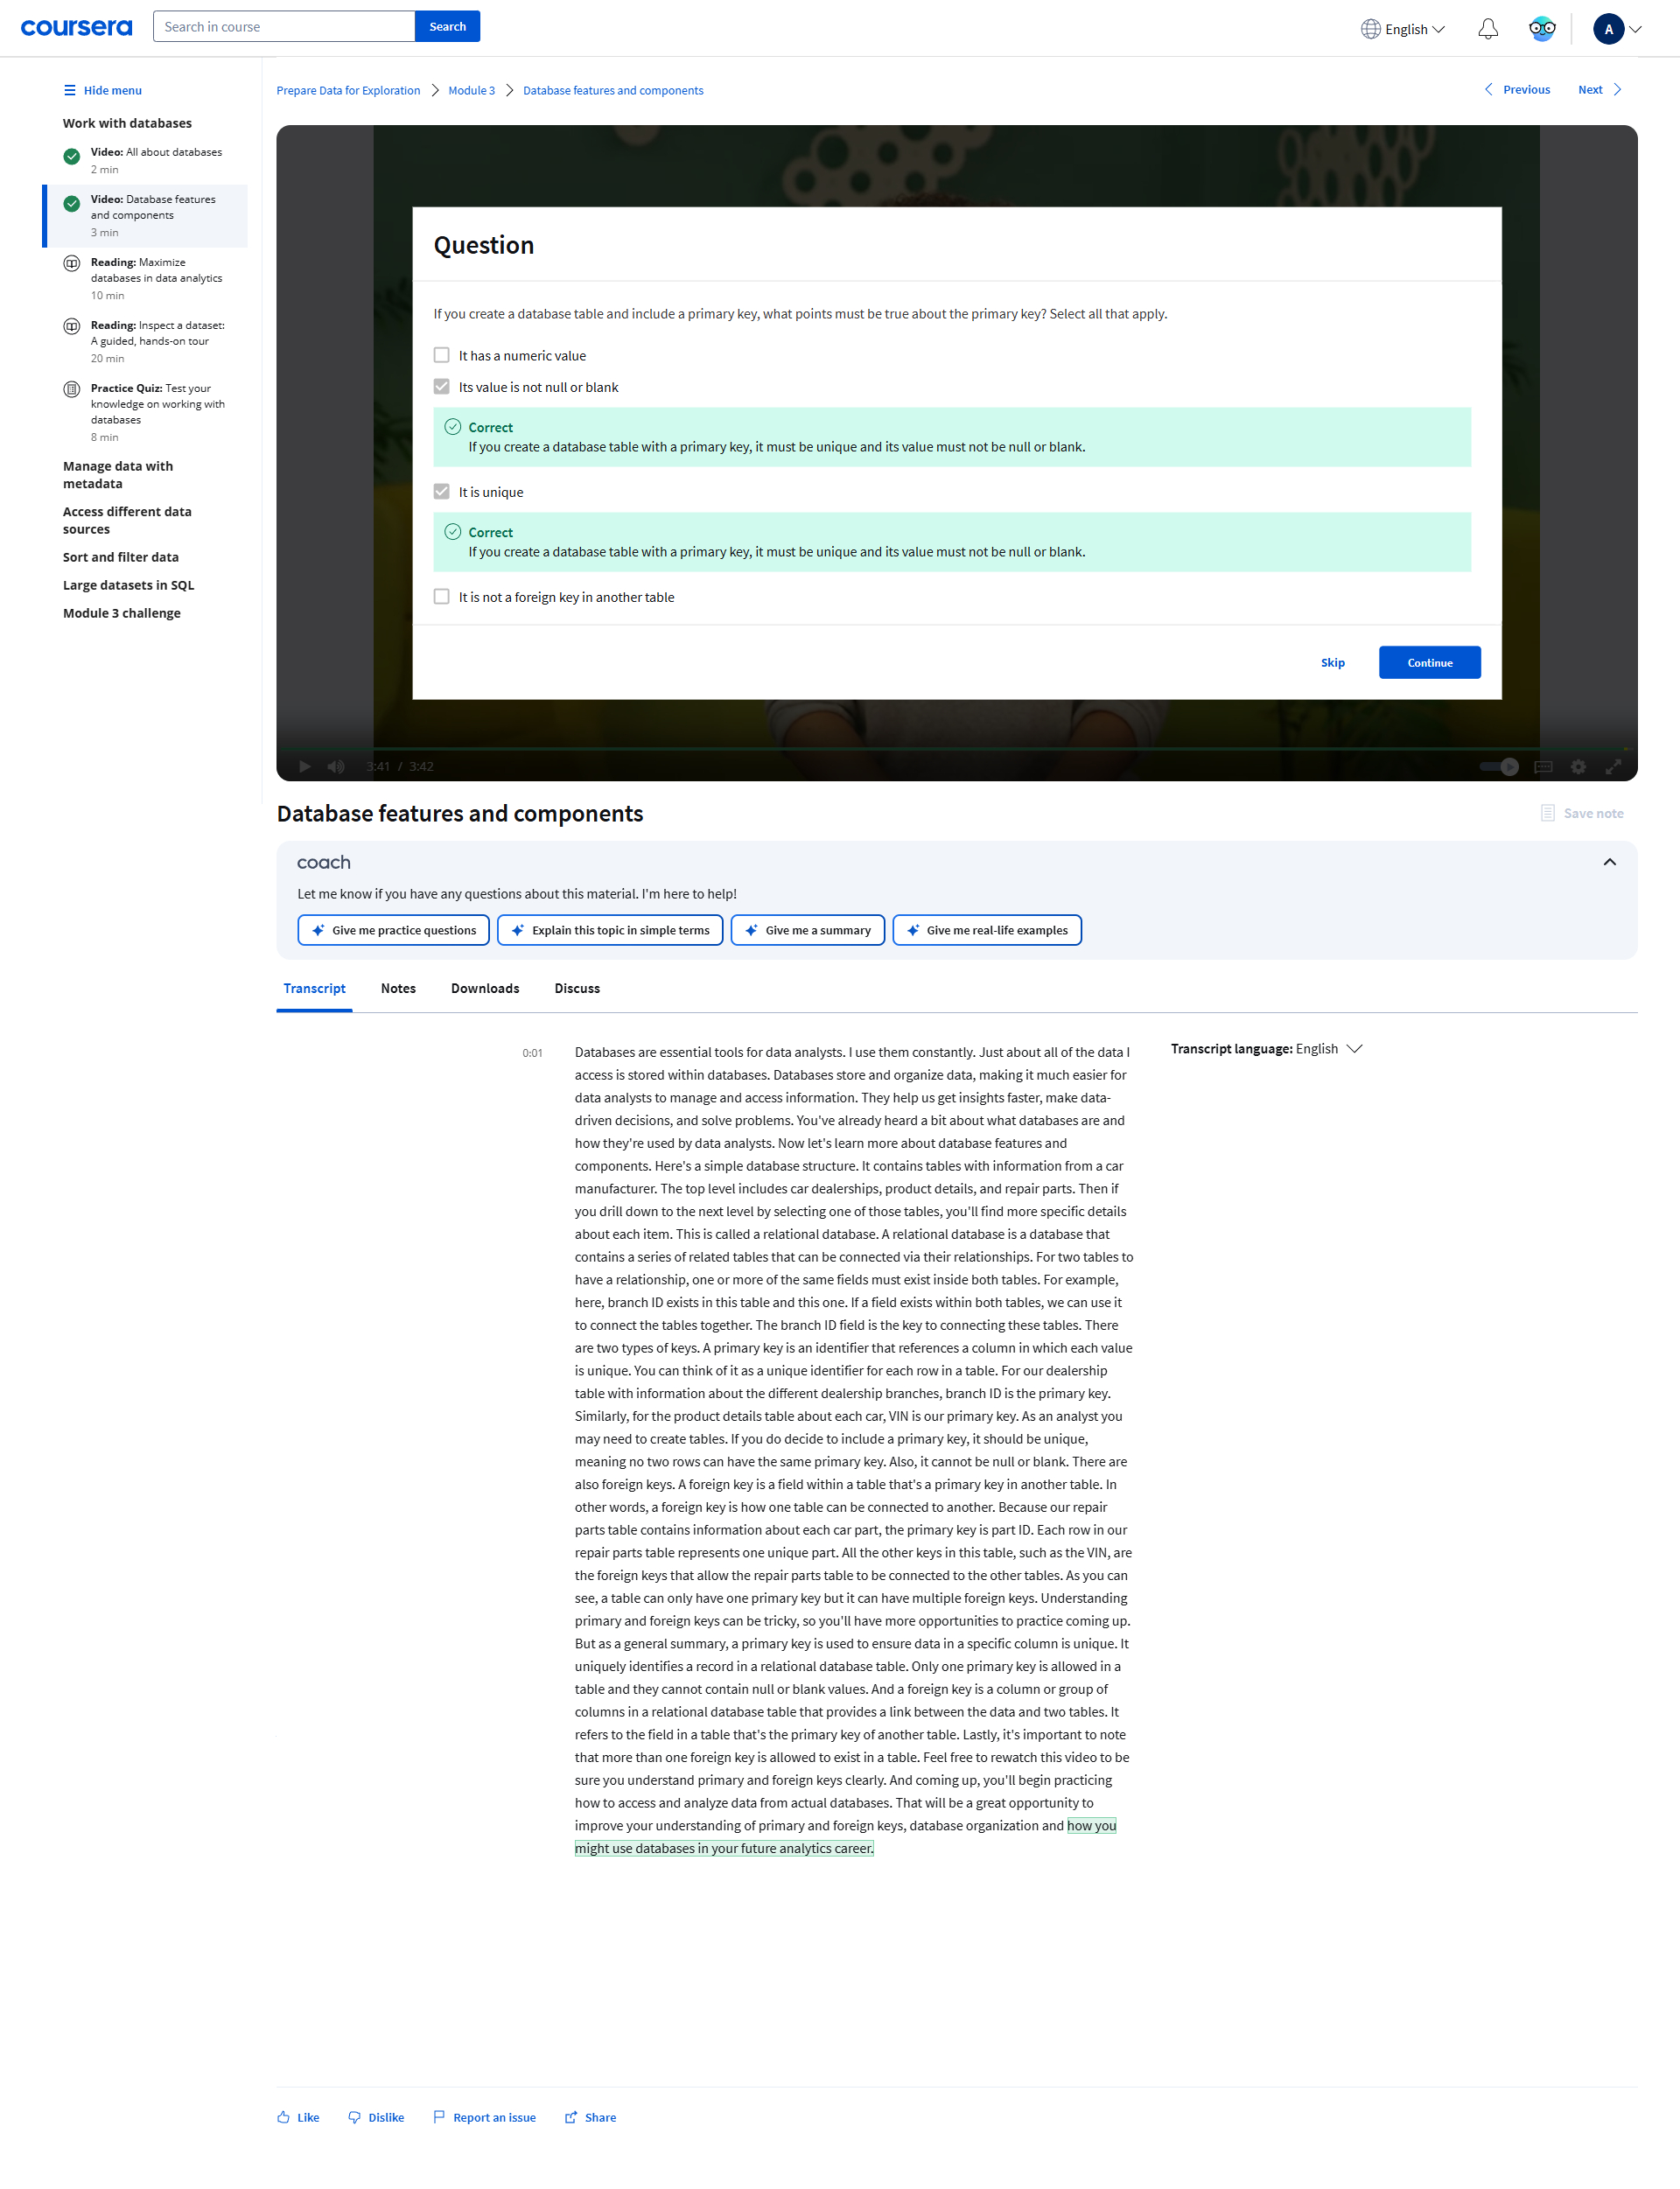 coursera
Search in course
Search
English
A
Hide menu
Work with databases
Video: All about databases
2 min
Video: Database features
and components
3 min
Reading: Maximize
databases in data analytics
10 min
Reading: Inspect a dataset:
A guided, hands-on tour
20 min
Practice Quiz: Test your
knowledge on working with
databases
8 min
Manage data with
metadata
Access different data
sources
Sort and filter data
Large datasets in SQL
Module 3 challenge
Prepare Data for Exploration
Module 3
Database features and components
Previous
Next
Question
If you create a database table and include a primary key, what points must be true about the primary key? Select all that apply.
It has a numeric value
Its value is not null or blank
Correct
If you create a database table with a primary key, it must be unique and its value must not be null or blank.
It is unique
Correct
If you create a database table with a primary key, it must be unique and its value must not be null or blank.
It is not a foreign key in another table
Skip
Continue
3:41 / 3:42
Database features and components
Save note
coach
Let me know if you have any questions about this material. I'm here to help!
Give me practice questions
Explain this topic in simple terms
Give me a summary
Give me real-life examples
Transcript
Notes
Downloads
Discuss
0:01
Databases are essential tools for data analysts. I use them constantly. Just about all of the data I
access is stored within databases. Databases store and organize data, making it much easier for
data analysts to manage and access information. They help us get insights faster, make data-
driven decisions, and solve problems. You've already heard a bit about what databases are and
how they're used by data analysts. Now let's learn more about database features and
components. Here's a simple database structure. It contains tables with information from a car
manufacturer. The top level includes car dealerships, product details, and repair parts. Then if
you drill down to the next level by selecting one of those tables, you'll find more specific details
about each item. This is called a relational database. A relational database is a database that
contains a series of related tables that can be connected via their relationships. For two tables to
have a relationship, one or more of the same fields must exist inside both tables. For example,
here, branch ID exists in this table and this one. If a field exists within both tables, we can use it
to connect the tables together. The branch ID field is the key to connecting these tables. There
are two types of keys. A primary key is an identifier that references a column in which each value
is unique. You can think of it as a unique identifier for each row in a table. For our dealership
table with information about the different dealership branches, branch ID is the primary key.
Similarly, for the product details table about each car, VIN is our primary key. As an analyst you
may need to create tables. If you do decide to include a primary key, it should be unique,
meaning no two rows can have the same primary key. Also, it cannot be null or blank. There are
also foreign keys. A foreign key is a field within a table that's a primary key in another table. In
other words, a foreign key is how one table can be connected to another. Because our repair
parts table contains information about each car part, the primary key is part ID. Each row in our
repair parts table represents one unique part. All the other keys in this table, such as the VIN, are
the foreign keys that allow the repair parts table to be connected to the other tables. As you can
see, a table can only have one primary key but it can have multiple foreign keys. Understanding
primary and foreign keys can be tricky, so you'll have more opportunities to practice coming up.
But as a general summary, a primary key is used to ensure data in a specific column is unique. It
uniquely identifies a record in a relational database table. Only one primary key is allowed in a
table and they cannot contain null or blank values. And a foreign key is a column or group of
columns in a relational database table that provides a link between the data and two tables. It
refers to the field in a table that's the primary key of another table. Lastly, it's important to note
that more than one foreign key is allowed to exist in a table. Feel free to rewatch this video to be
sure you understand primary and foreign keys clearly. And coming up, you'll begin practicing
how to access and analyze data from actual databases. That will be a great opportunity to
improve your understanding of primary and foreign keys, database organization and how you
might use databases in your future analytics career.
Transcript language: English
Like
Dislike
Report an issue
Share